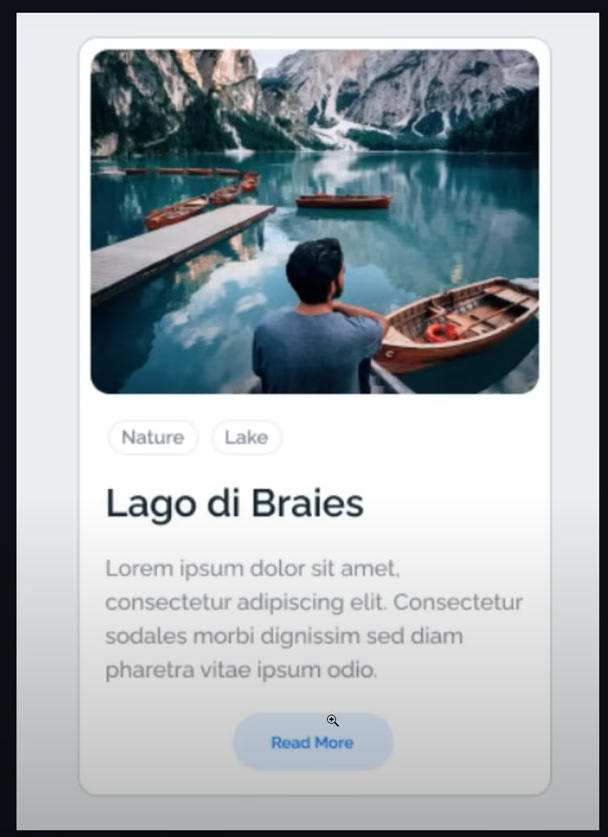 Nature
Lake
Lago di Braies
Lorem ipsum dolor sit amet,
consectetur adipiscing elit. Consectetur
sodales morbi dignissim sed diam
pharetra vitae ipsum odio.
Read More